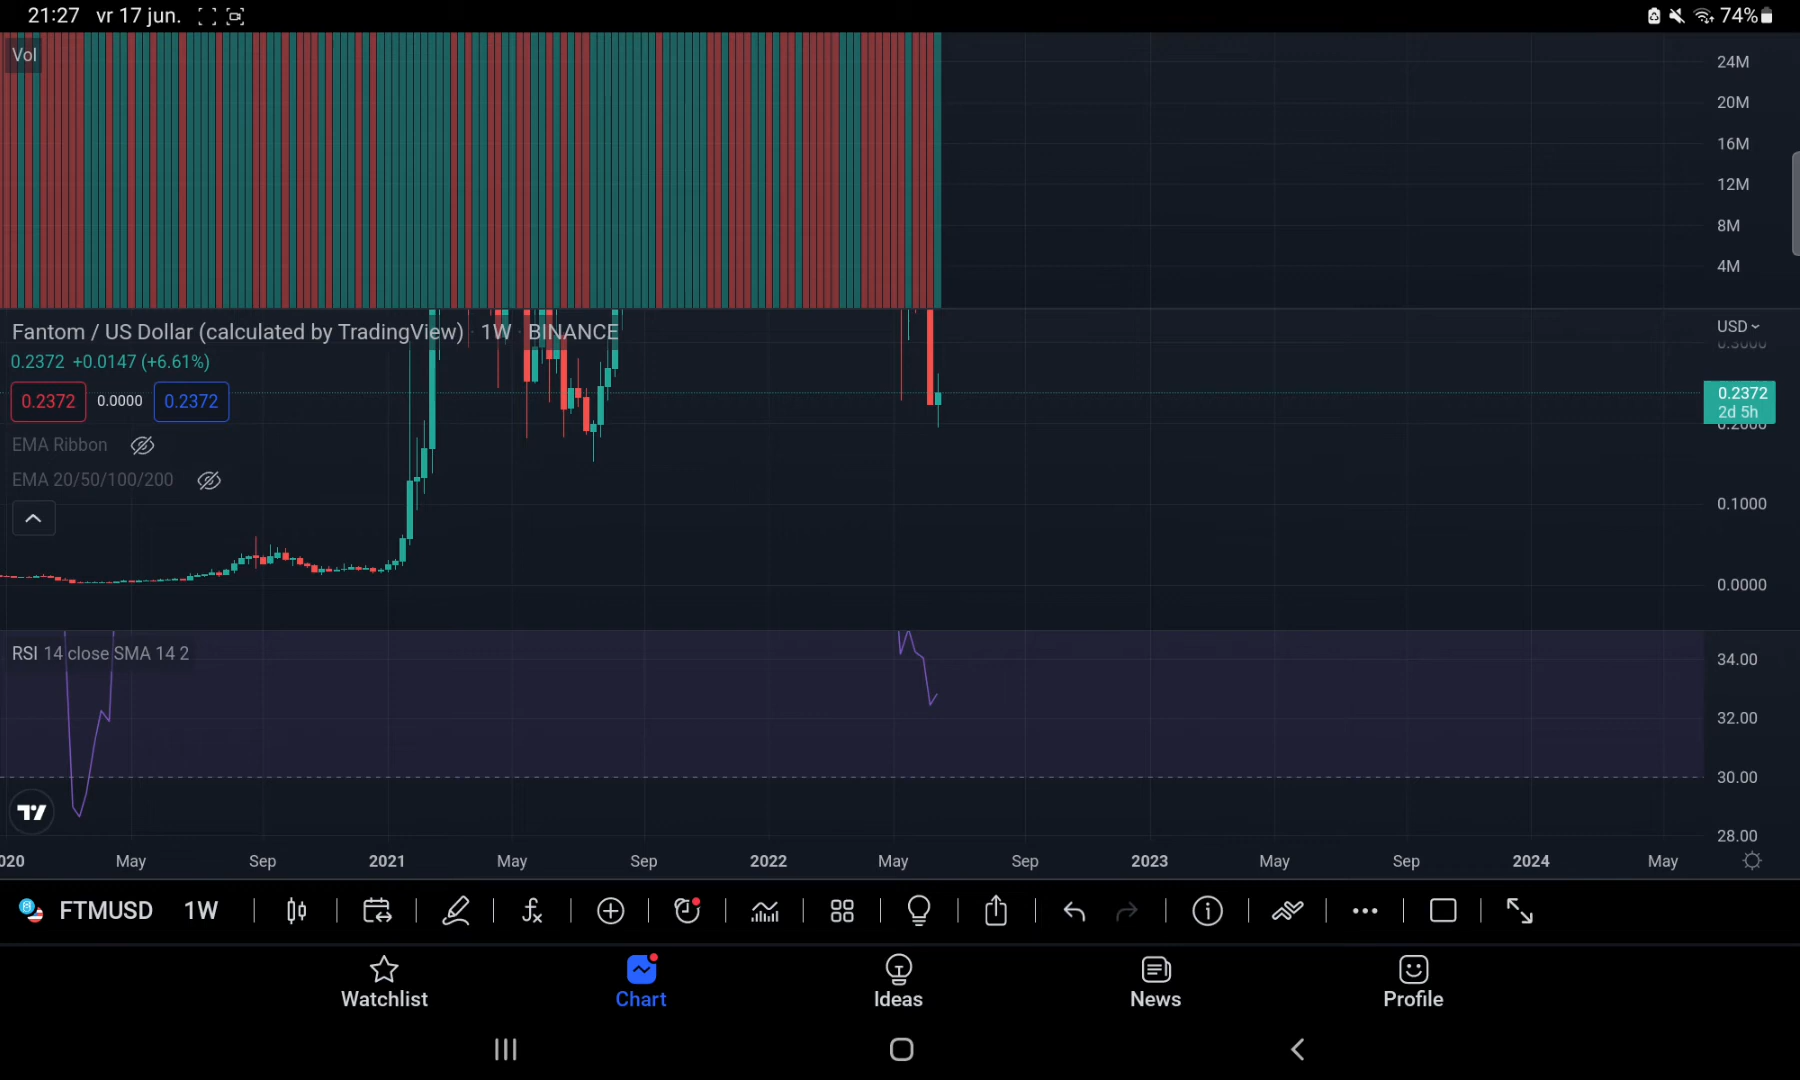 21:27 vr 17 jun. 74%
Vol
24M
20M
16M
12M
8M
4M
Fantom / US Dollar (calculated by TradingView) · 1W · BINANCE
USD
0.3000
0.2372 +0.0147 (+6.61%)
0.2372 0.0000 0.2372
0.2372
2d 5h
0.2000
EMA Ribbon
EMA 20/50/100/200
0.1000
0.0000
RSI 14 close SMA 14 2
34.00
32.00
30.00
28.00
020 May Sep 2021 May Sep 2022 May Sep 2023 May Sep 2024 May
FTMUSD 1W
Watchlist Chart Ideas News Profile